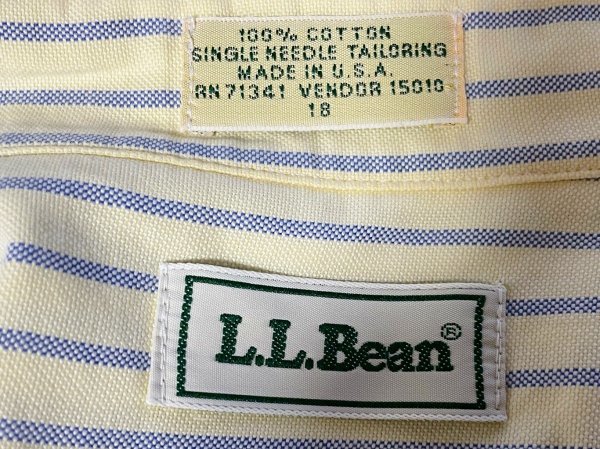 100% COTTON
SINGLE NEEDLE TAILORING
MADE IN U.S.A.
RN 71341 VENDOR 15010
18
L.L.Bean®